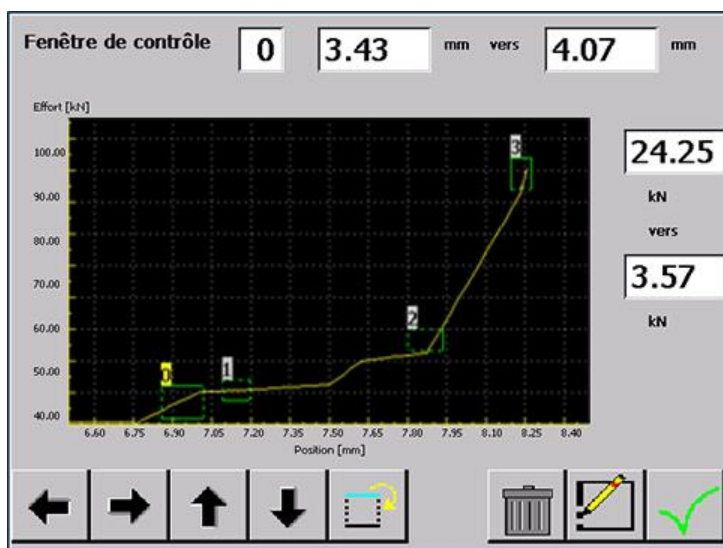 Fenêtre de contrôle 0 3.43 mm vers 4.07 mm
Effort [kN]
100.00
90.00
80.00
70.00
60.00
50.00
40.00
0
1
2
3
6.60 6.75 6.90 7.05 7.20 7.35 7.50 7.65 7.80 7.95 8.10 8.25 8.40
Position [mm]
24.25
kN
vers
3.57
kN